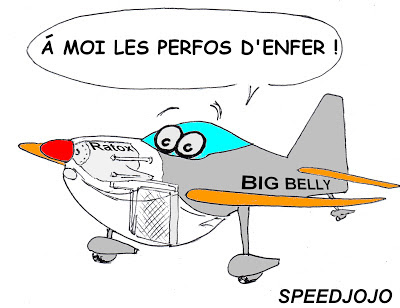 Á MOI LES PERFOS D'ENFER !
Ratox
BIG BELLY
SPEEDJOJO